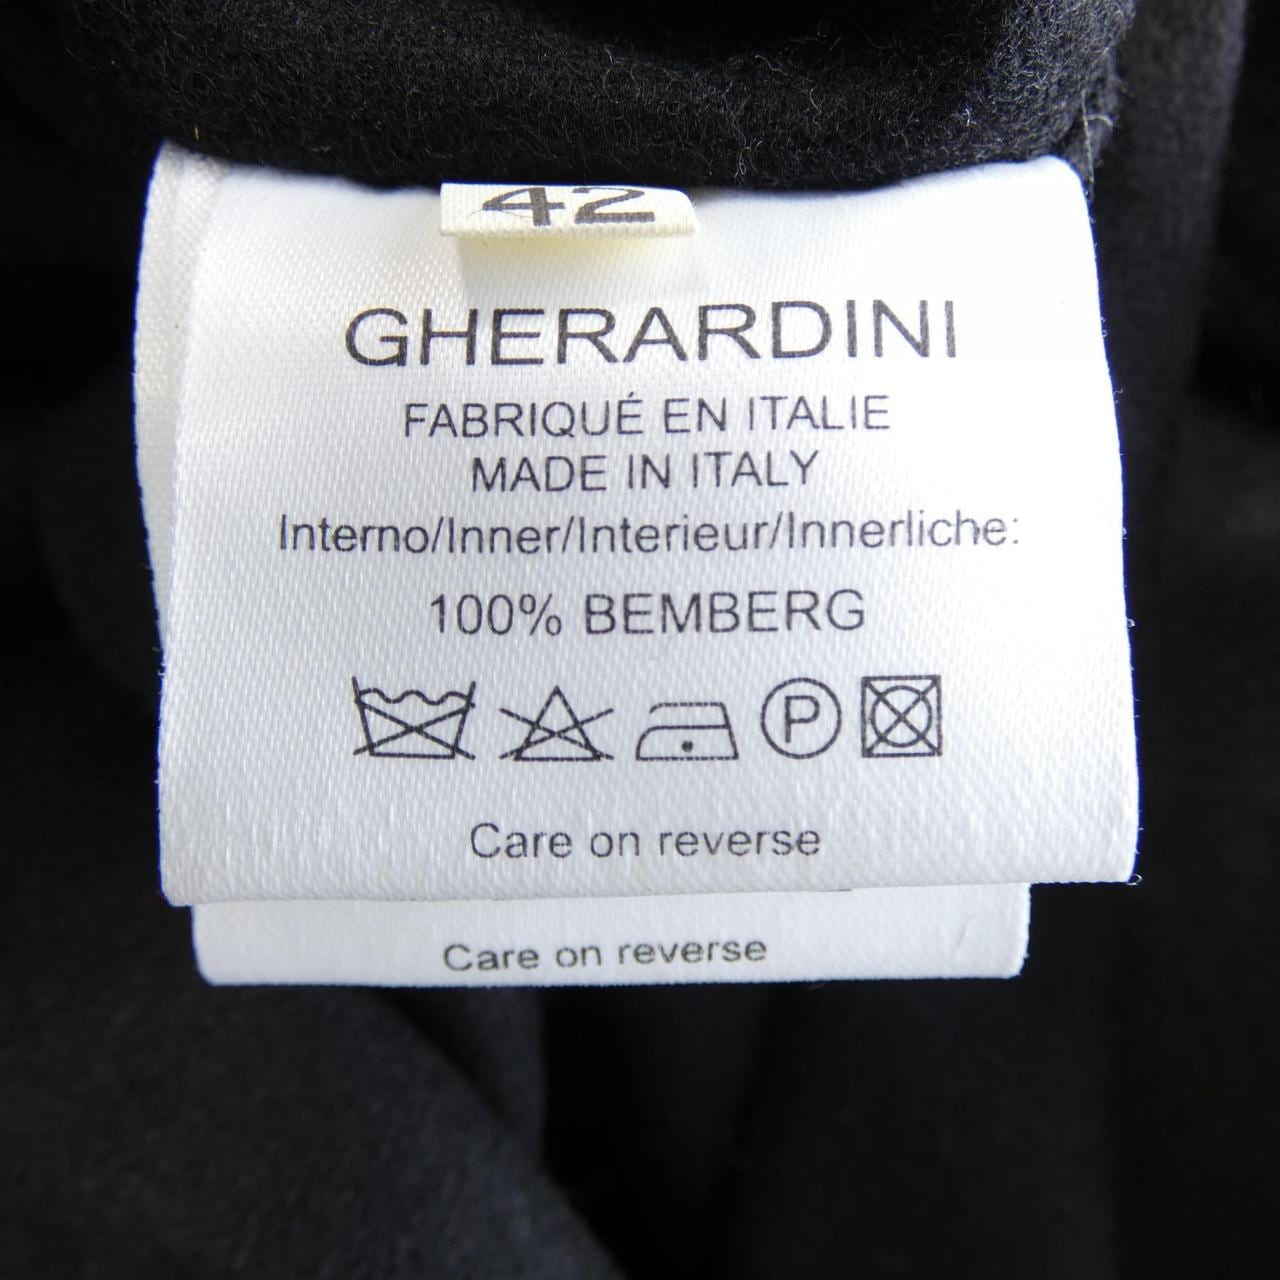 42
GHERARDINI
FABRIQUÉ EN ITALIE
MADE IN ITALY
Interno/Inner/Interieur/Innerliche:
100% BEMBERG
P
Care on reverse
Care on reverse